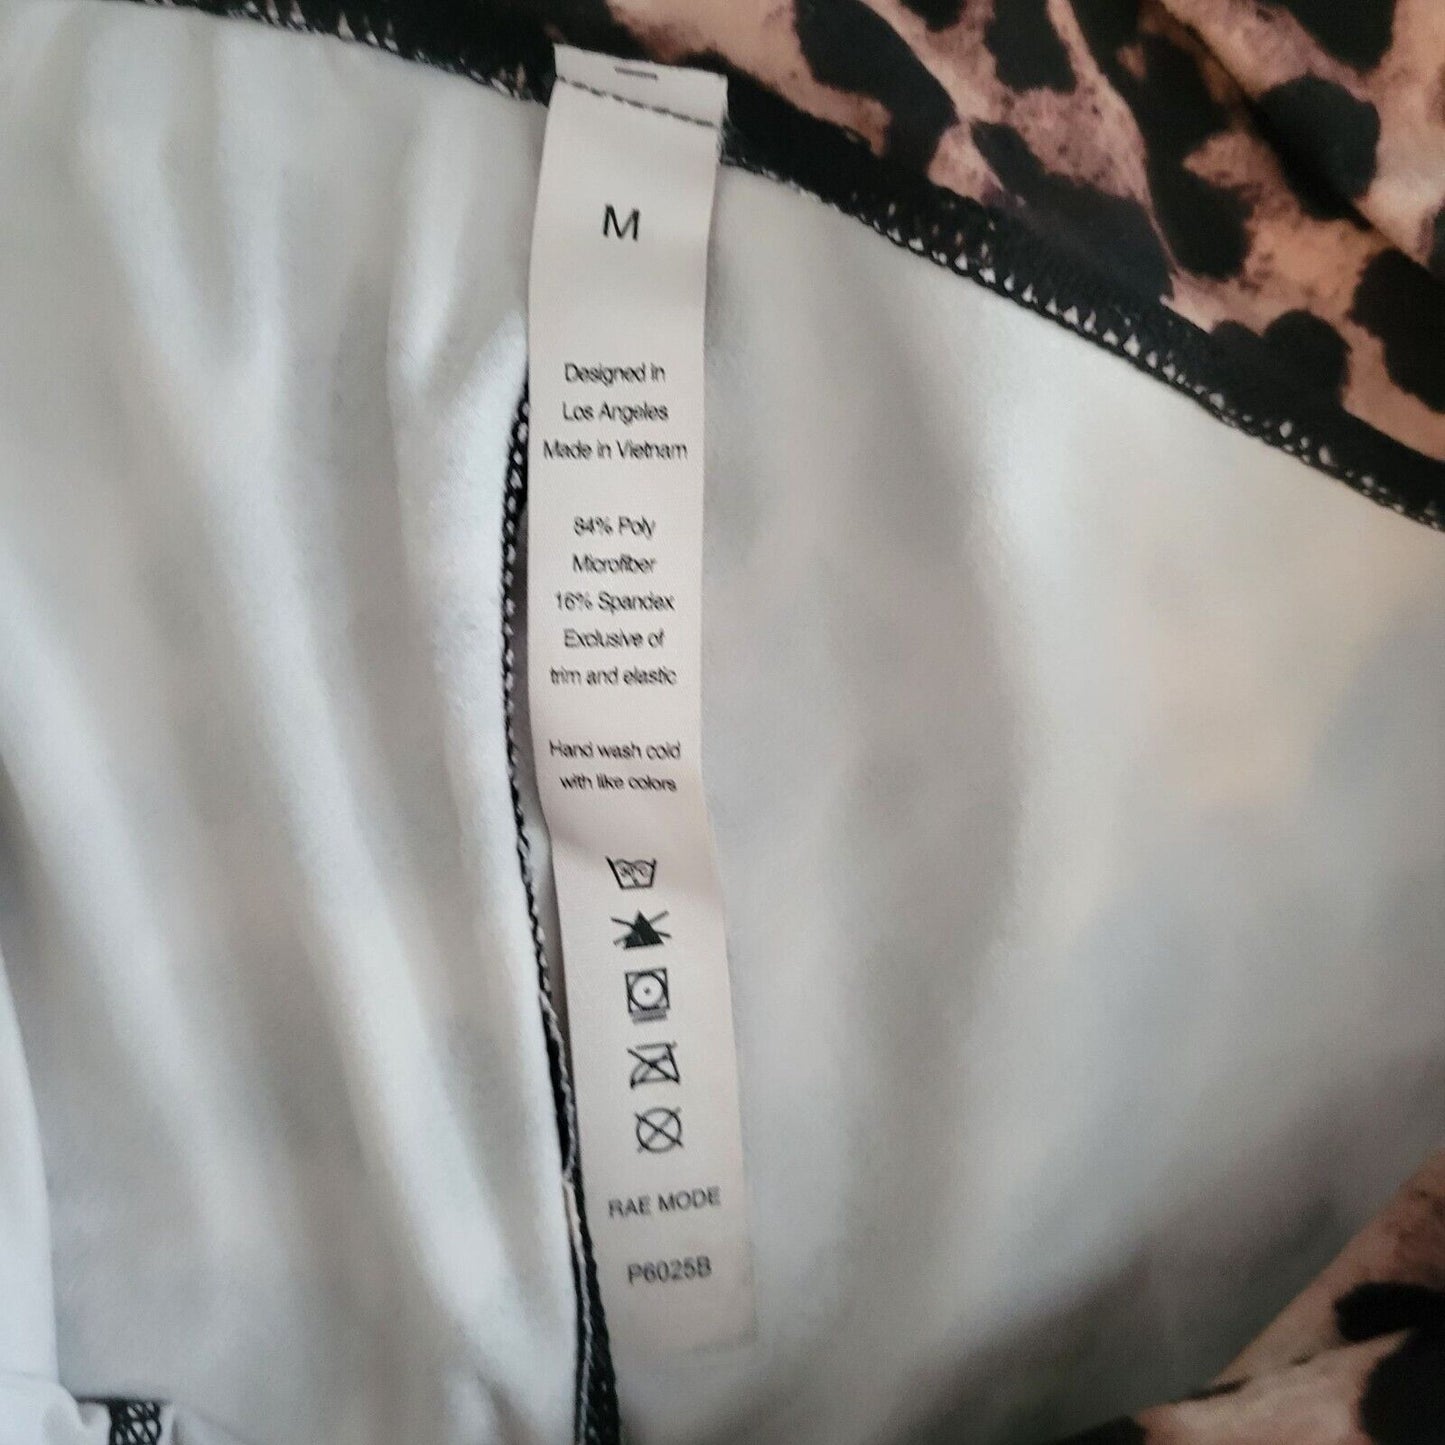 M
Designed in
Los Angeles
Made in Vietnam
84% Poly
Microfiber
16% Spandex
Exclusive of
trim and elastic
Hand wash cold
with like colors
30°C
RAE MODE
P6025B